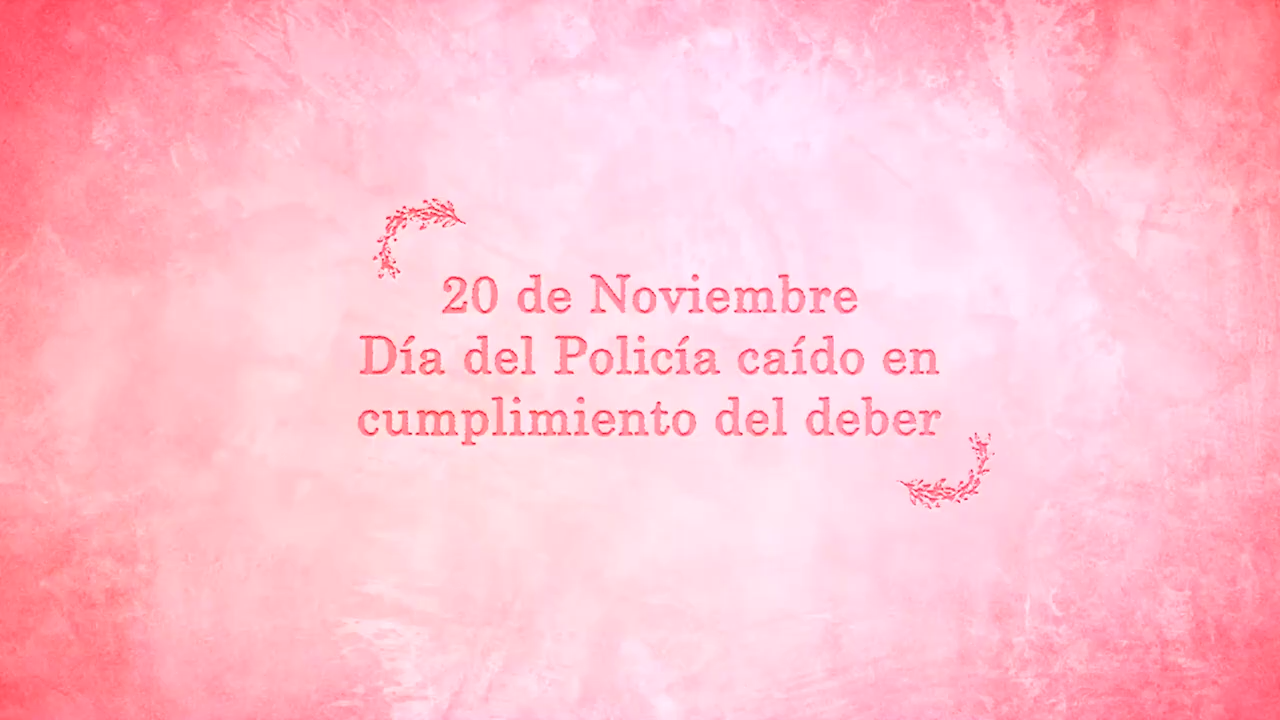 20 de Noviembre
Día del Policía caído en
cumplimiento del deber